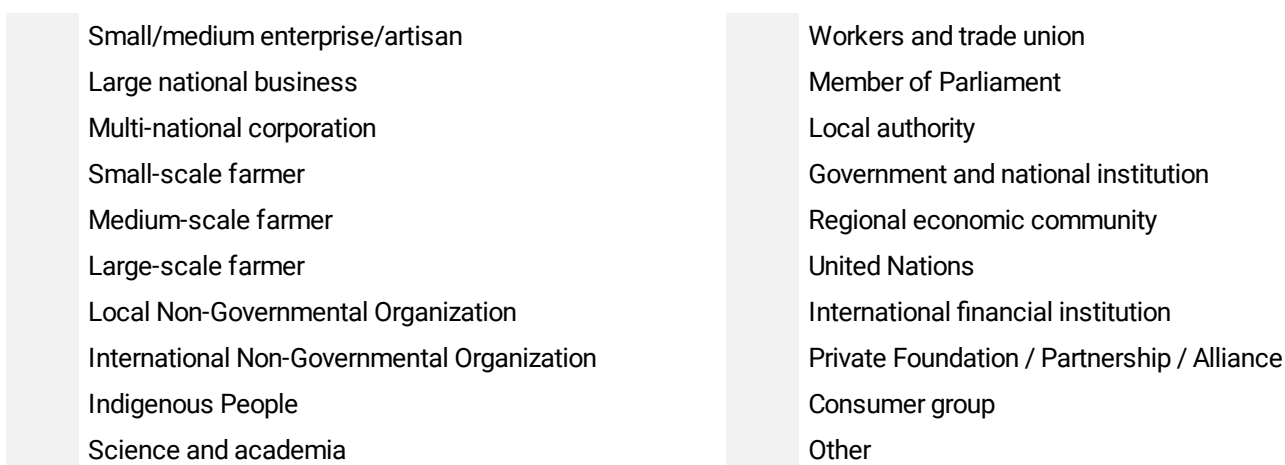 Small/medium enterprise/artisan
Large national business
Multi-national corporation
Small-scale farmer
Medium-scale farmer
Large-scale farmer
Local Non-Governmental Organization
International Non-Governmental Organization
Indigenous People
Science and academia
Workers and trade union
Member of Parliament
Local authority
Government and national institution
Regional economic community
United Nations
International financial institution
Private Foundation / Partnership / Alliance
Consumer group
Other